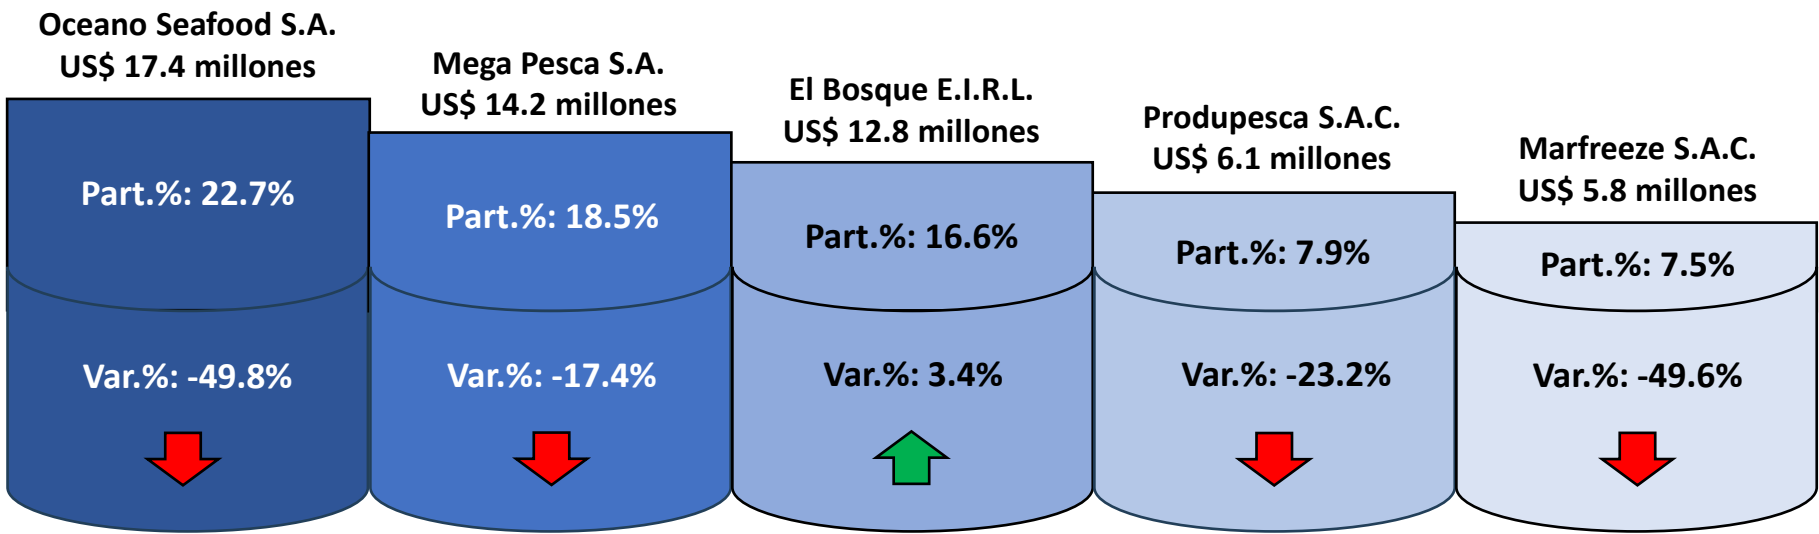 Oceano Seafood S.A.
US$ 17.4 millones
Part.%: 22.7%
Var.%: -49.8%
Mega Pesca S.A.
US$ 14.2 millones
Part.%: 18.5%
Var.%: -17.4%
El Bosque E.I.R.L.
US$ 12.8 millones
Part.%: 16.6%
Var.%: 3.4%
Produpesca S.A.C.
US$ 6.1 millones
Part.%: 7.9%
Var.%: -23.2%
Marfreeze S.A.C.
US$ 5.8 millones
Part.%: 7.5%
Var.%: -49.6%